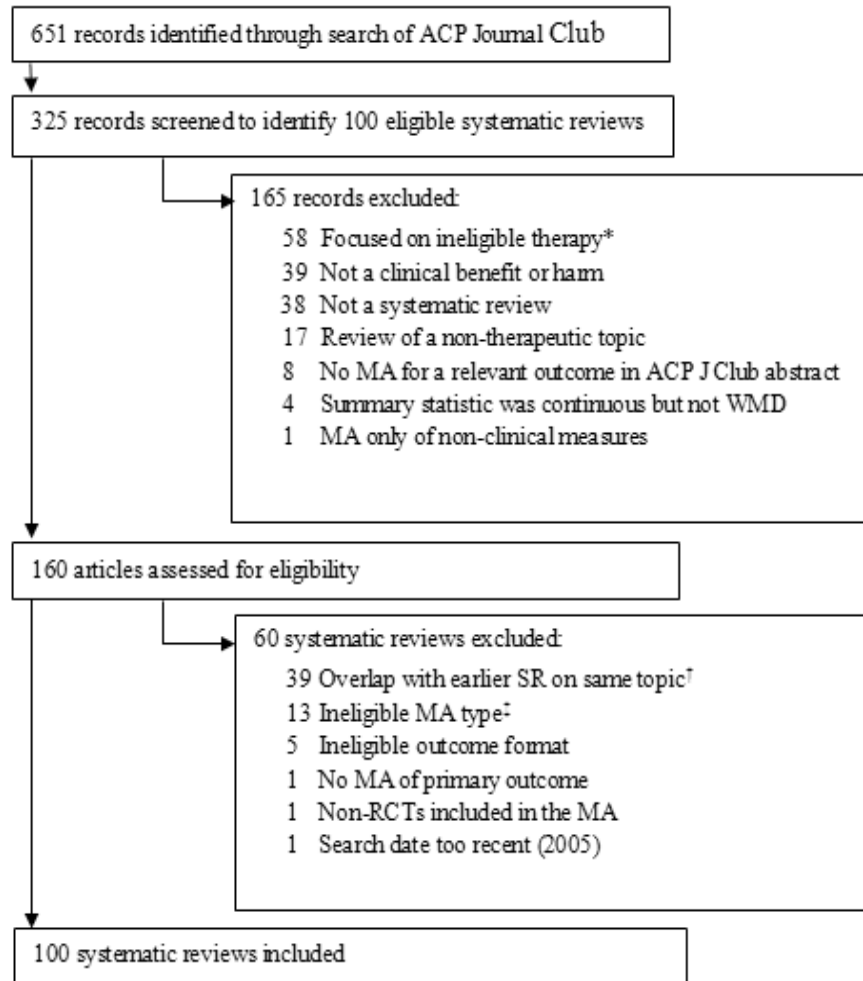 651 records identified through search of ACP Journal Club
325 records screened to identify 100 eligible systematic reviews
165 records excluded:
58 Focused on ineligible therapy*
39 Not a clinical benefit or harm
38 Not a systematic review
17 Review of a non-therapeutic topic
8 No MA for a relevant outcome in ACP J Club abstract
4 Summary statistic was continuous but not WMD
1 MA only of non-clinical measures
160 articles assessed for eligibility
60 systematic reviews excluded:
39 Overlap with earlier SR on same topic†
13 Ineligible MA type‡
5 Ineligible outcome format
1 No MA of primary outcome
1 Non-RCTs included in the MA
1 Search date too recent (2005)
100 systematic reviews included